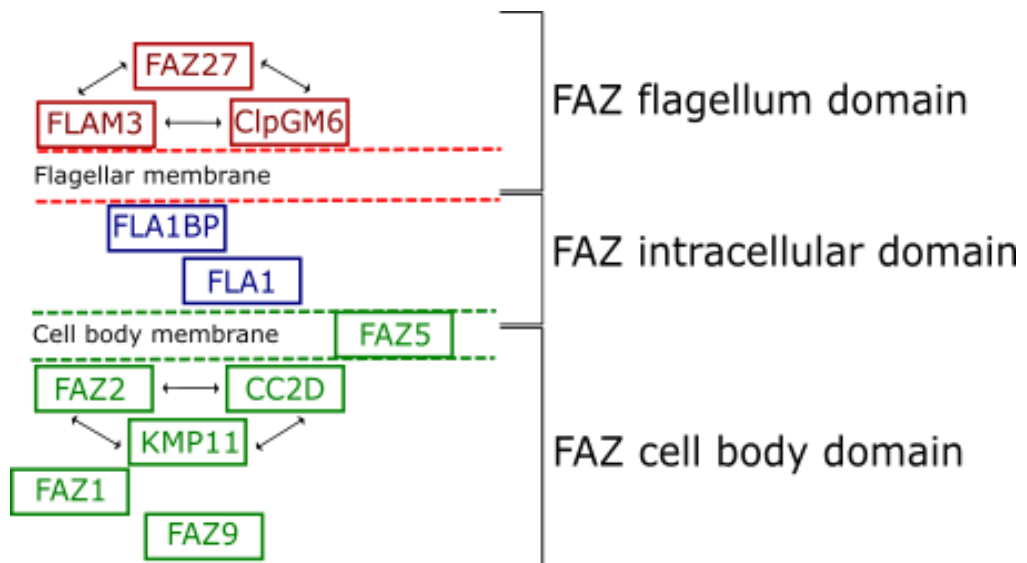 FAZ27
FLAM3 ClpGM6
FAZ flagellum domain
Flagellar membrane
FLA1BP
FLA1
FAZ intracellular domain
Cell body membrane
FAZ5
FAZ2 CC2D
KMP11
FAZ cell body domain
FAZ1
FAZ9